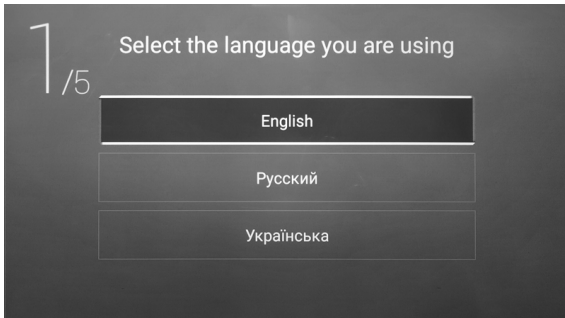 1/5
Select the language you are using
English
Русский
Українська